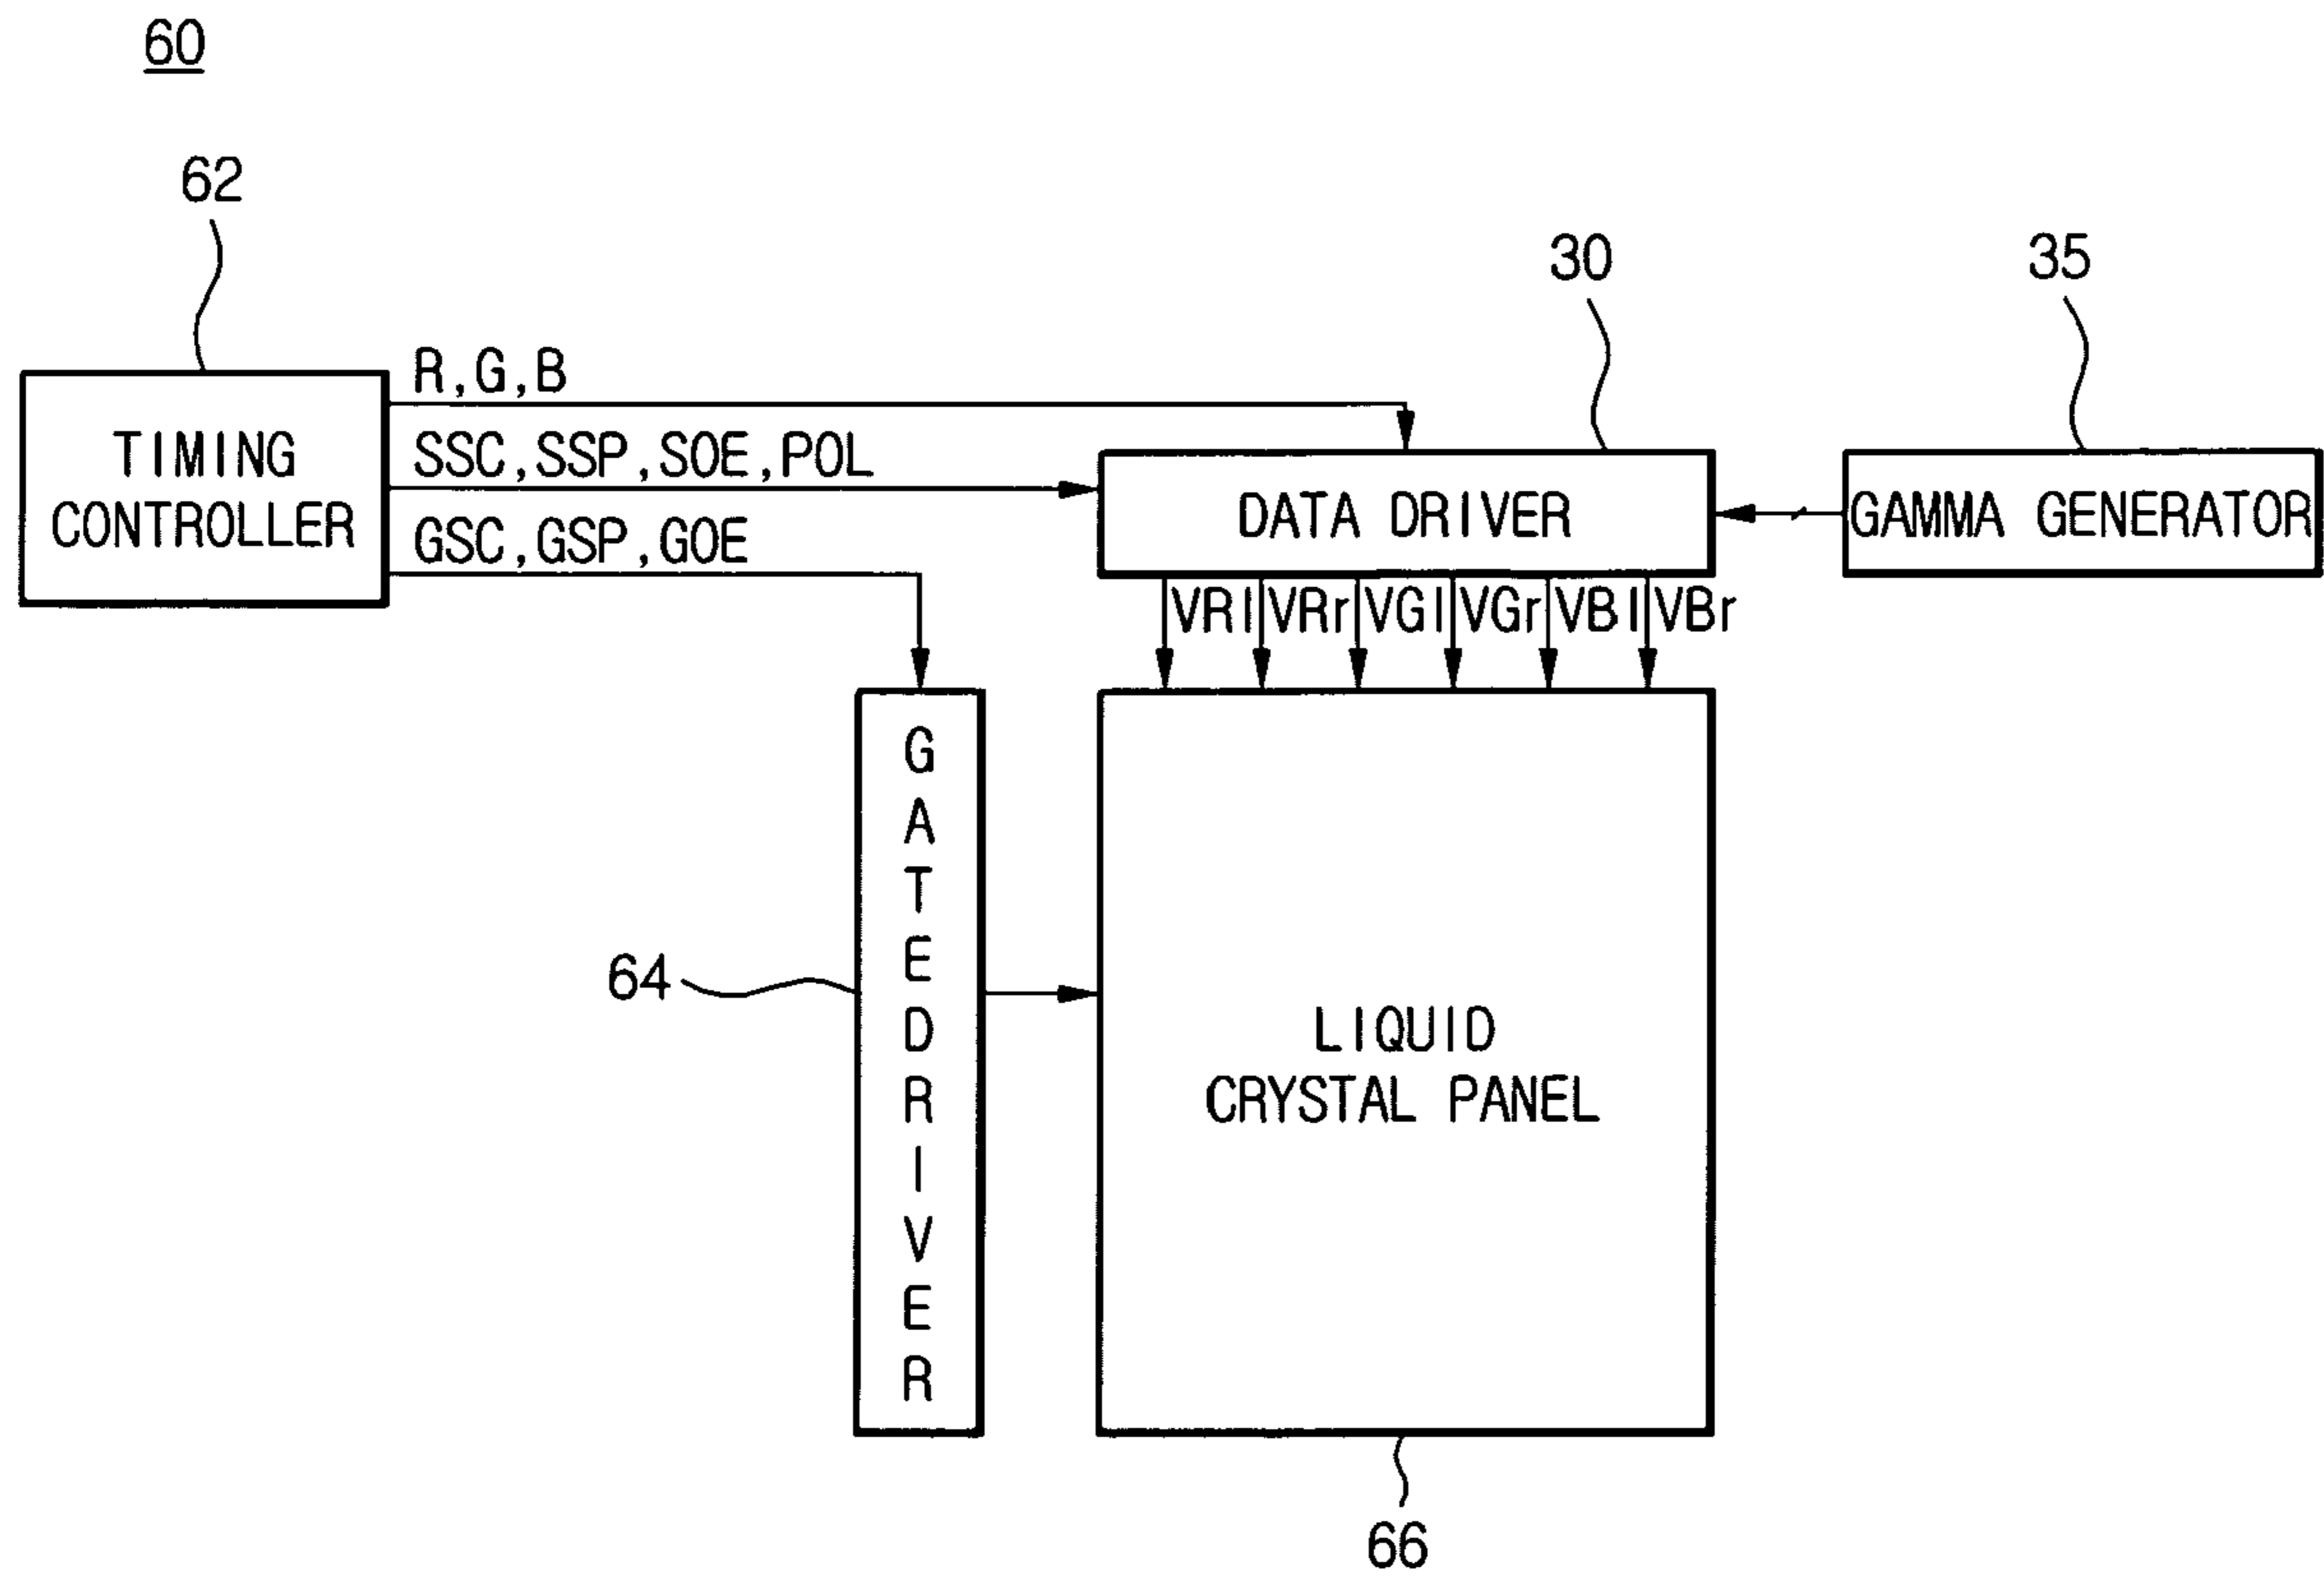 60
62
30
35
R,G,B
TIMING
CONTROLLER
SSC,SSP,SOE,POL
GSC,GSP,GOE
DATA DRIVER
GAMMA GENERATOR
VRl VRr VGl VGr VBl VBr
GATEDRIVER
64
LIQUID
CRYSTAL PANEL
66